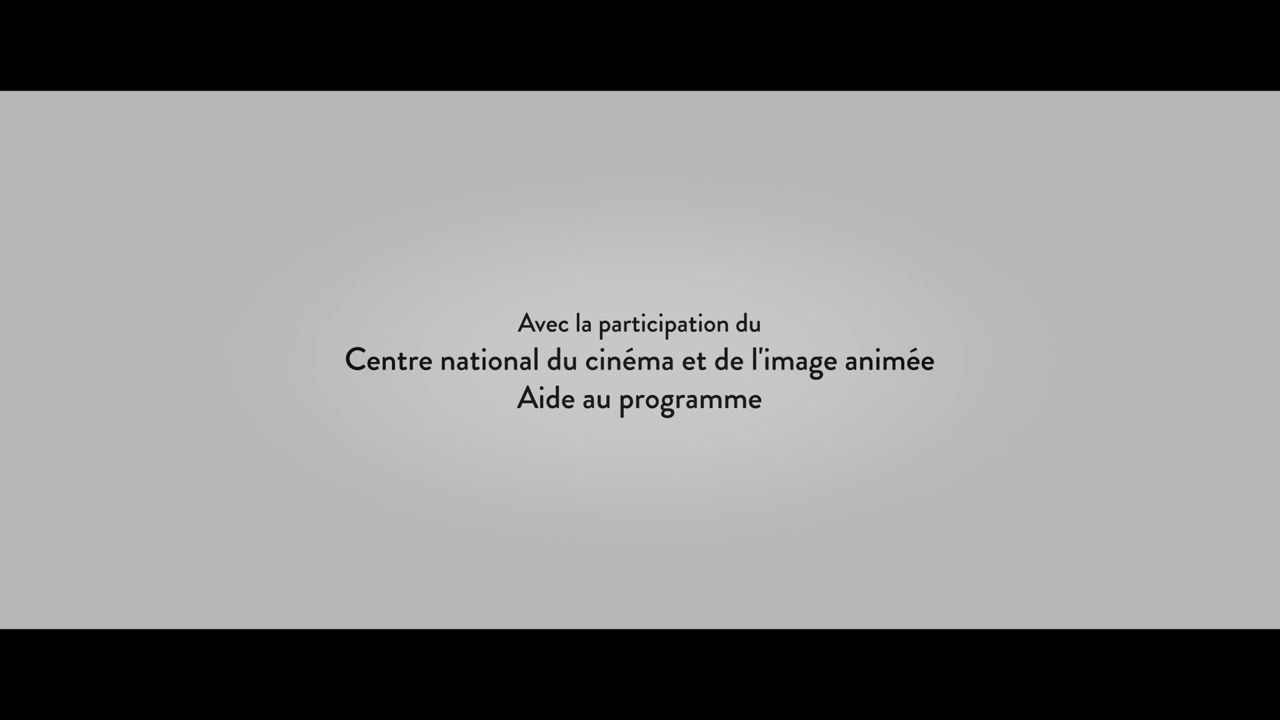 Avec la participation du
Centre national du cinéma et de l'image animée
Aide au programme